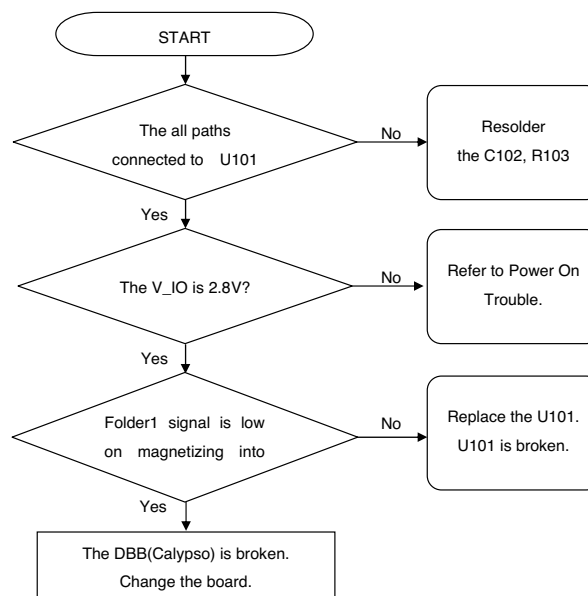 START
The all paths
connected to U101
No
Resolder
the C102, R103
Yes
The V_IO is 2.8V?
No
Refer to Power On
Trouble.
Yes
Folder1 signal is low
on magnetizing into
No
Replace the U101.
U101 is broken.
Yes
The DBB(Calypso) is broken.
Change the board.